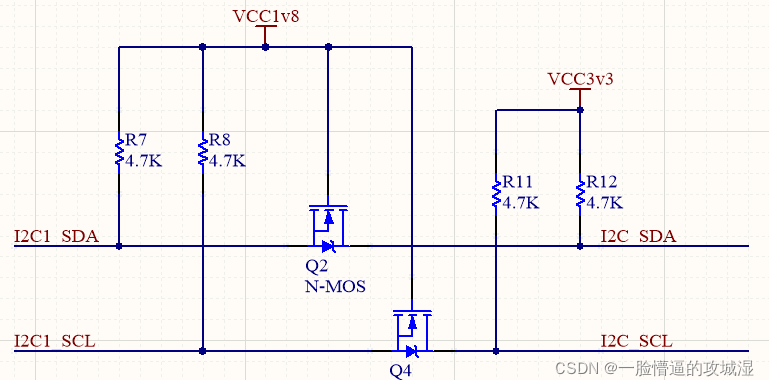 VCC1v8
VCC3v3
R7
4.7K
R8
4.7K
R11
4.7K
R12
4.7K
I2C1_SDA
I2C_SDA
Q2
N-MOS
I2C1_SCL
I2C_SCL
Q4
CSDN @一脸懵逼的攻城湿